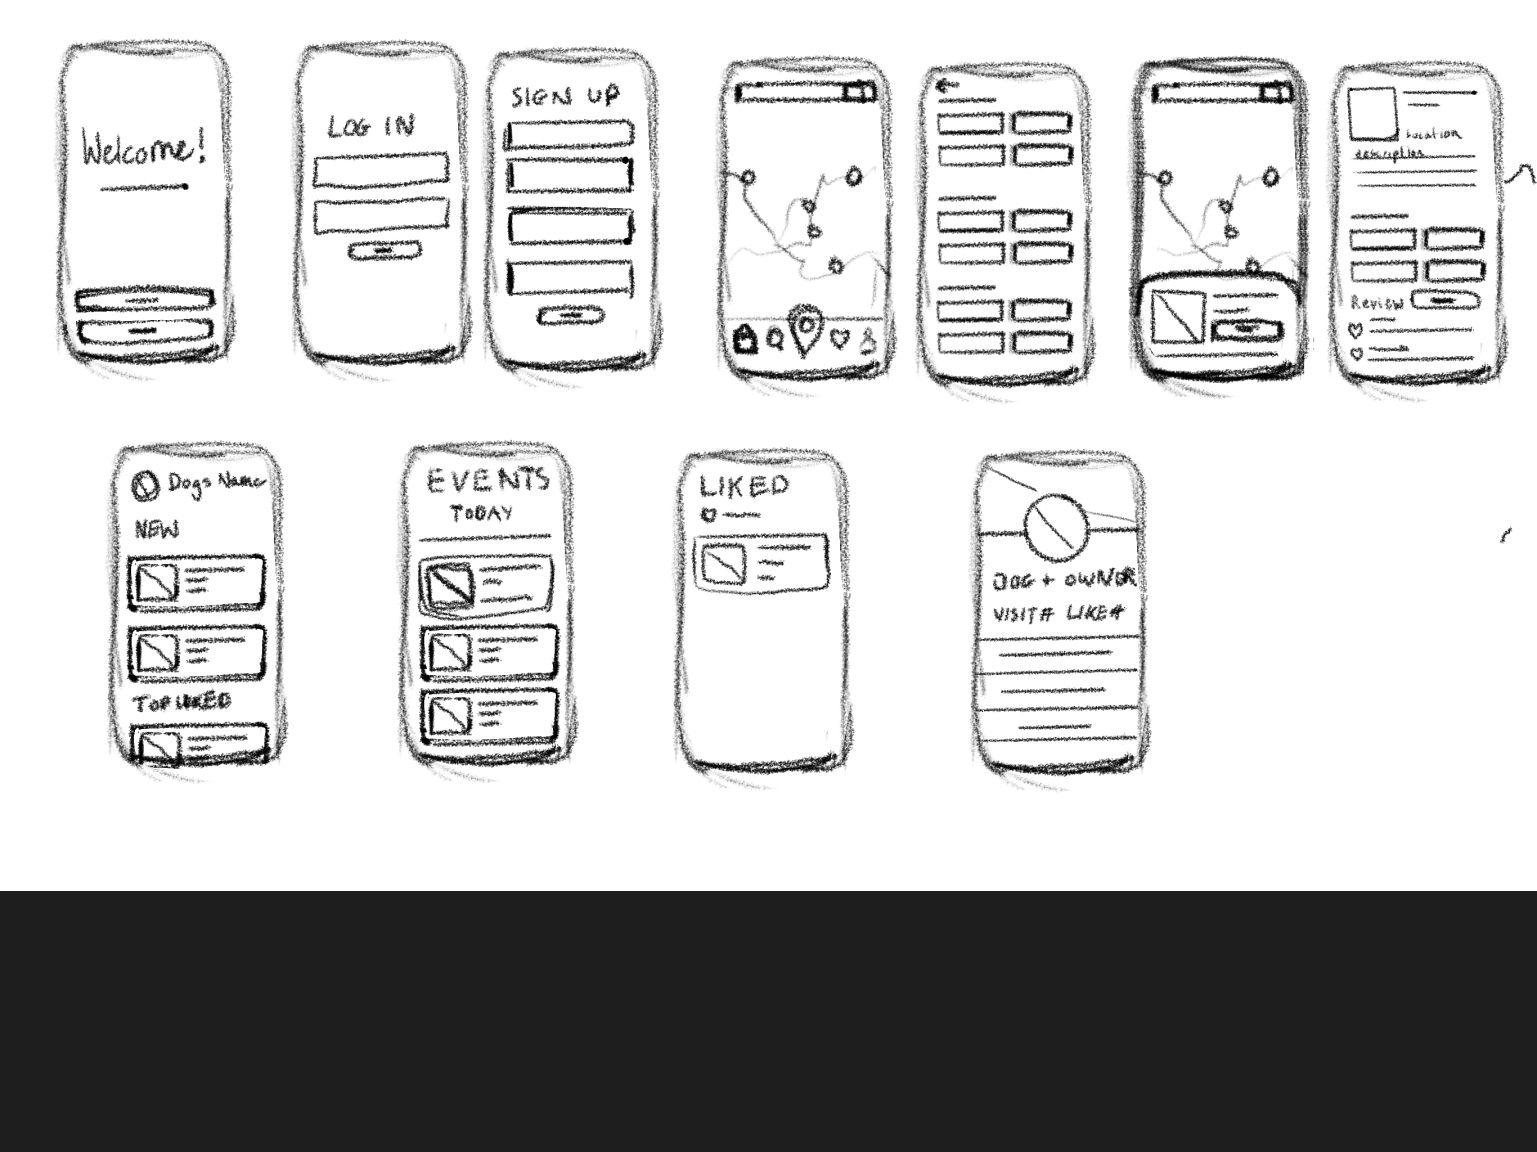 Welcome!
LOG IN
SIGN UP
Location
description
Review
Dogs Name
NEW
TOP LIKED
EVENTS
TODAY
LIKED
DOG + OWNER
VISIT# LIKE#